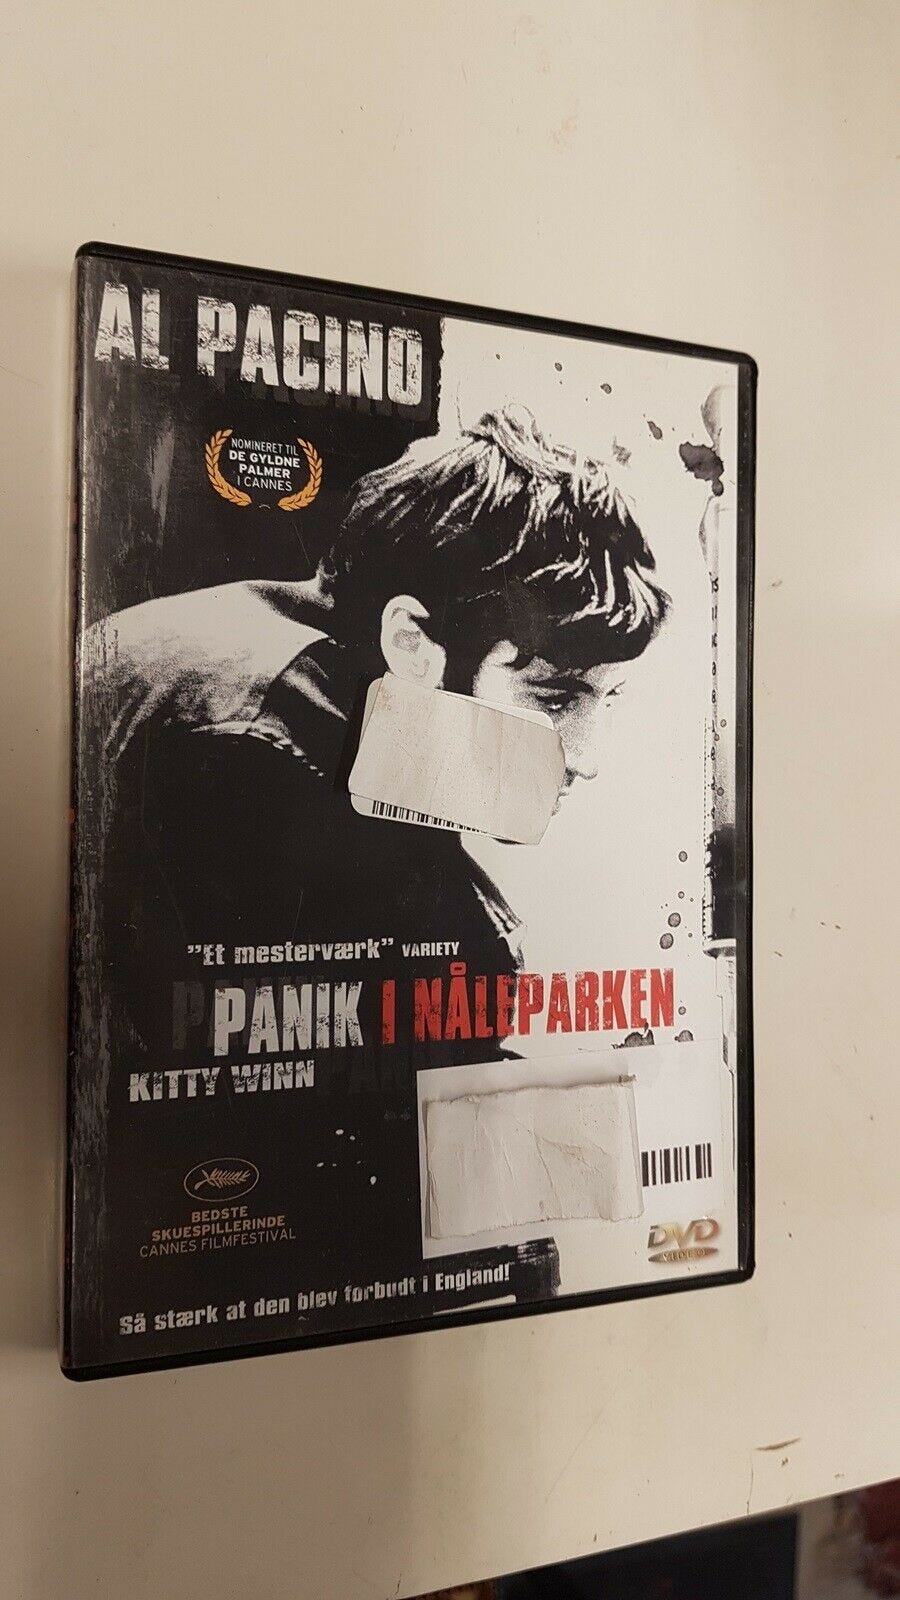 AL PACINO
NOMINERET TIL
DE GYLDNE
PALMER
I CANNES
"Et mesterværk" VARIETY
PANIK I NÅLEPARKEN
KITTY WINN
BEDSTE
SKUESPILLERINDE
CANNES FILMFESTIVAL
Så stærk at den blev forbudt i England!
DVD
VIDEO